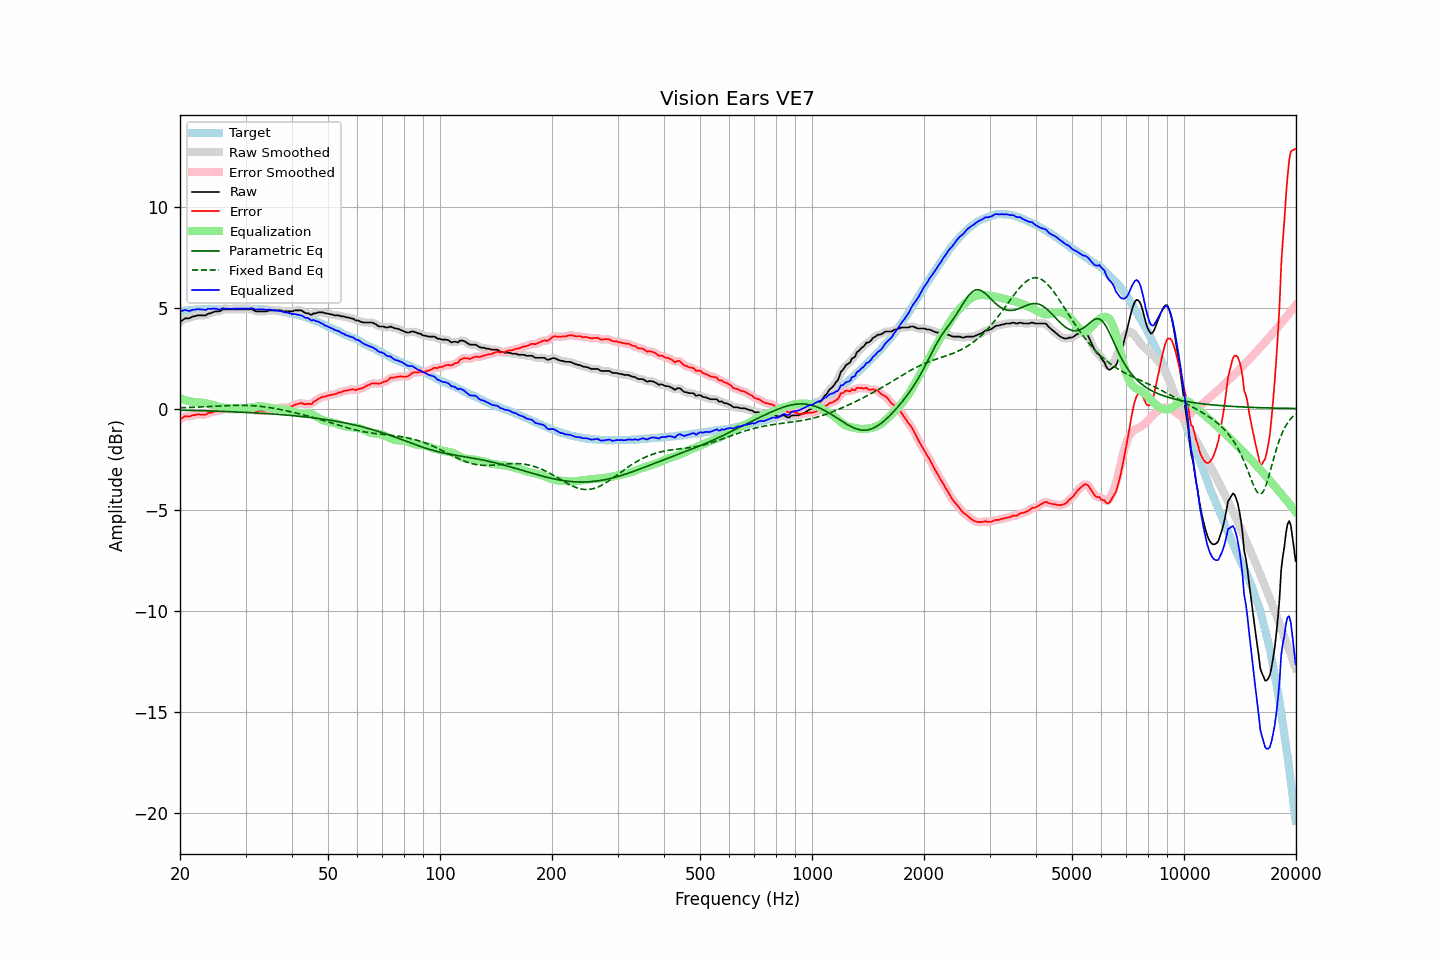 Vision Ears VE7
Target
Raw Smoothed
Error Smoothed
Raw
Error
Equalization
Parametric Eq
Fixed Band Eq
Equalized
Amplitude (dBr)
10
5
0
−5
−10
−15
−20
20 50 100 200 500 1000 2000 5000 10000 20000
Frequency (Hz)